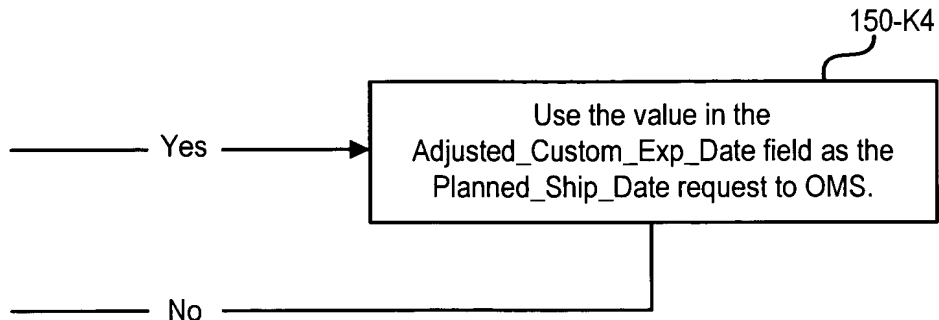 150-K4
Use the value in the
Yes
Adjusted_Custom_Exp_Date field as the
Planned_Ship_Date request to OMS.
No